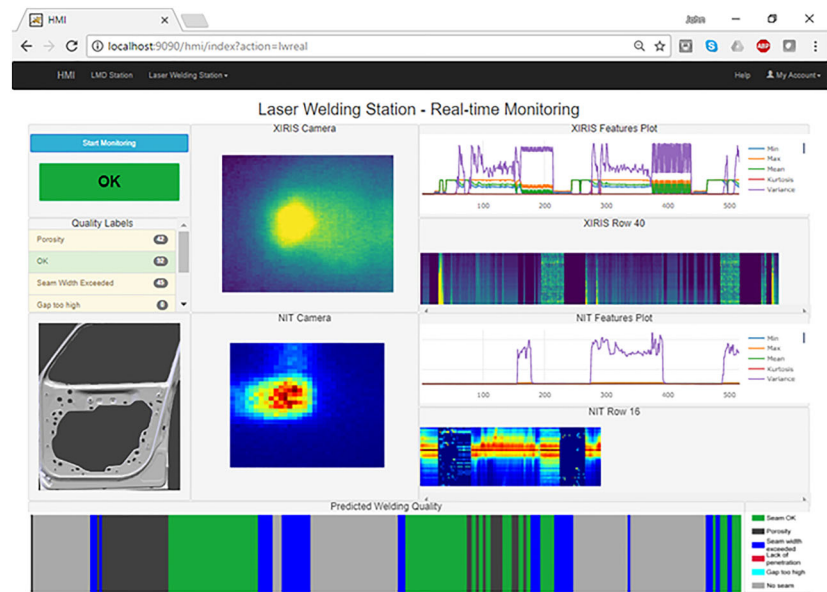 HMI
John
localhost:9090/hmi/index?action=lwreal
ABP
HMI LMD Station Laser Welding Station Help My Account
Laser Welding Station - Real-time Monitoring
Start Monitoring
OK
Quality Labels
Porosity 42
OK 52
Seam Width Exceeded 45
Gap too high 6
XIRIS Camera
XIRIS Features Plot
Min
Max
Mean
Kurtosis
Variance
100 200 300 400 500
XIRIS Row 40
NIT Camera
NIT Features Plot
Min
Max
Mean
Kurtosis
Variance
100 200 300 400 500
NIT Row 16
Predicted Welding Quality
Seam OK
Porosity
Seam width
exceeded
Lack of
penetration
Gap too high
No seam